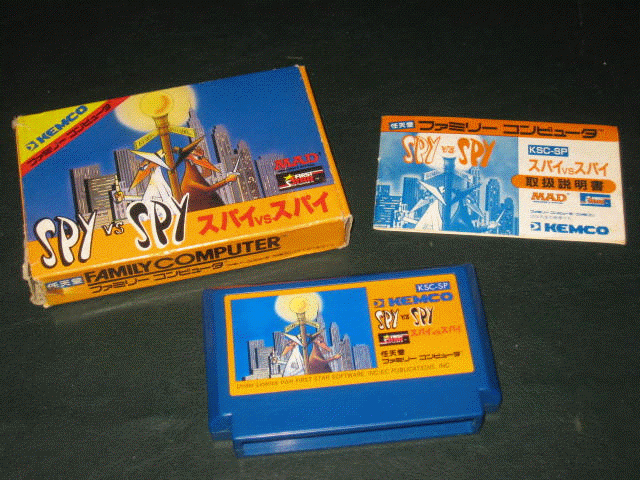 KEMCO
ファミリーコンピュータ
MAD
FIRST STAR
SPY VS SPY スパイvs.スパイ
任天堂 FAMILY COMPUTER
ファミリーコンピュータ
任天堂 ファミリー コンピュータ
SPY VS SPY
KSC-SP
スパイvsスパイ
取扱説明書
MAD
KEMCO
KSC-SP
KEMCO
SPY VS SPY
スパイvsスパイ
任天堂
ファミリー コンピュータ